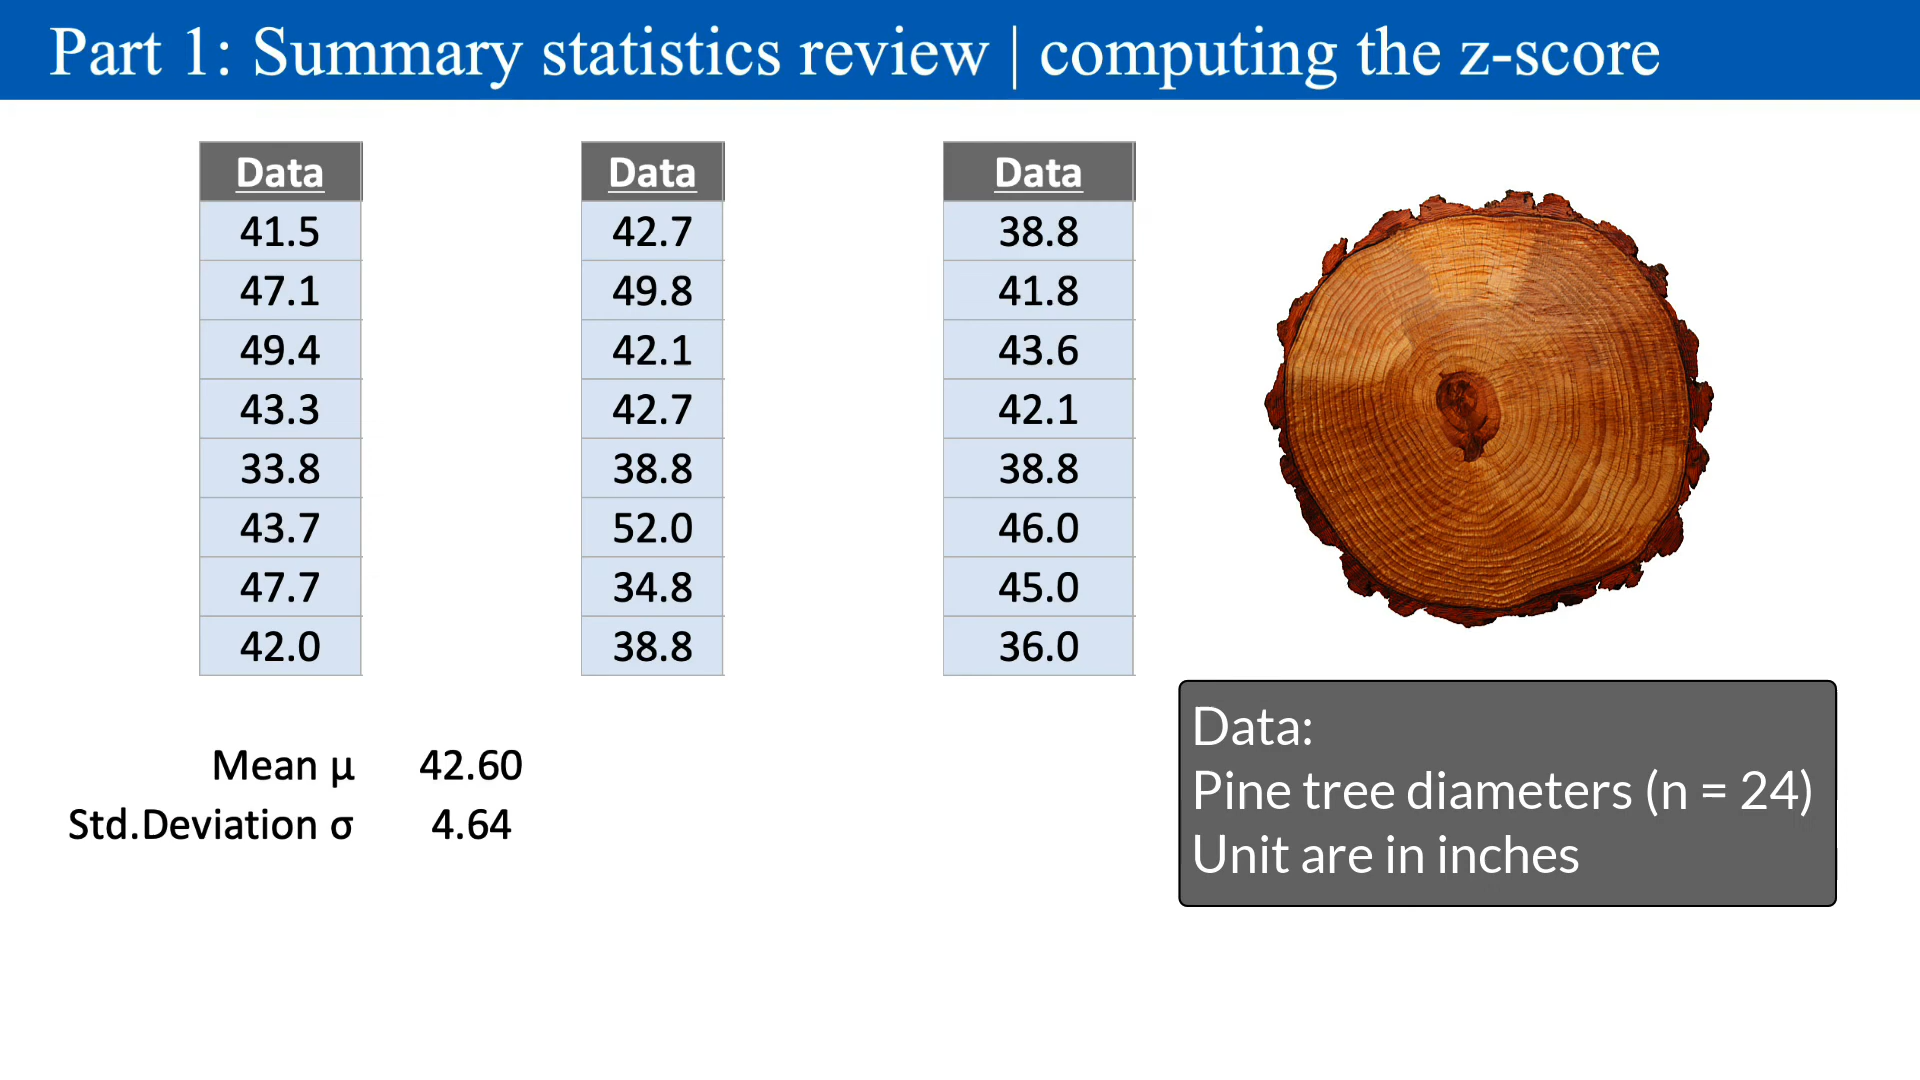 Part 1: Summary statistics review | computing the z-score
Data
41.5
47.1
49.4
43.3
33.8
43.7
47.7
42.0
Data
42.7
49.8
42.1
42.7
38.8
52.0
34.8
38.8
Data
38.8
41.8
43.6
42.1
38.8
46.0
45.0
36.0
Mean μ 42.60
Std.Deviation σ 4.64
Data:
Pine tree diameters (n = 24)
Unit are in inches